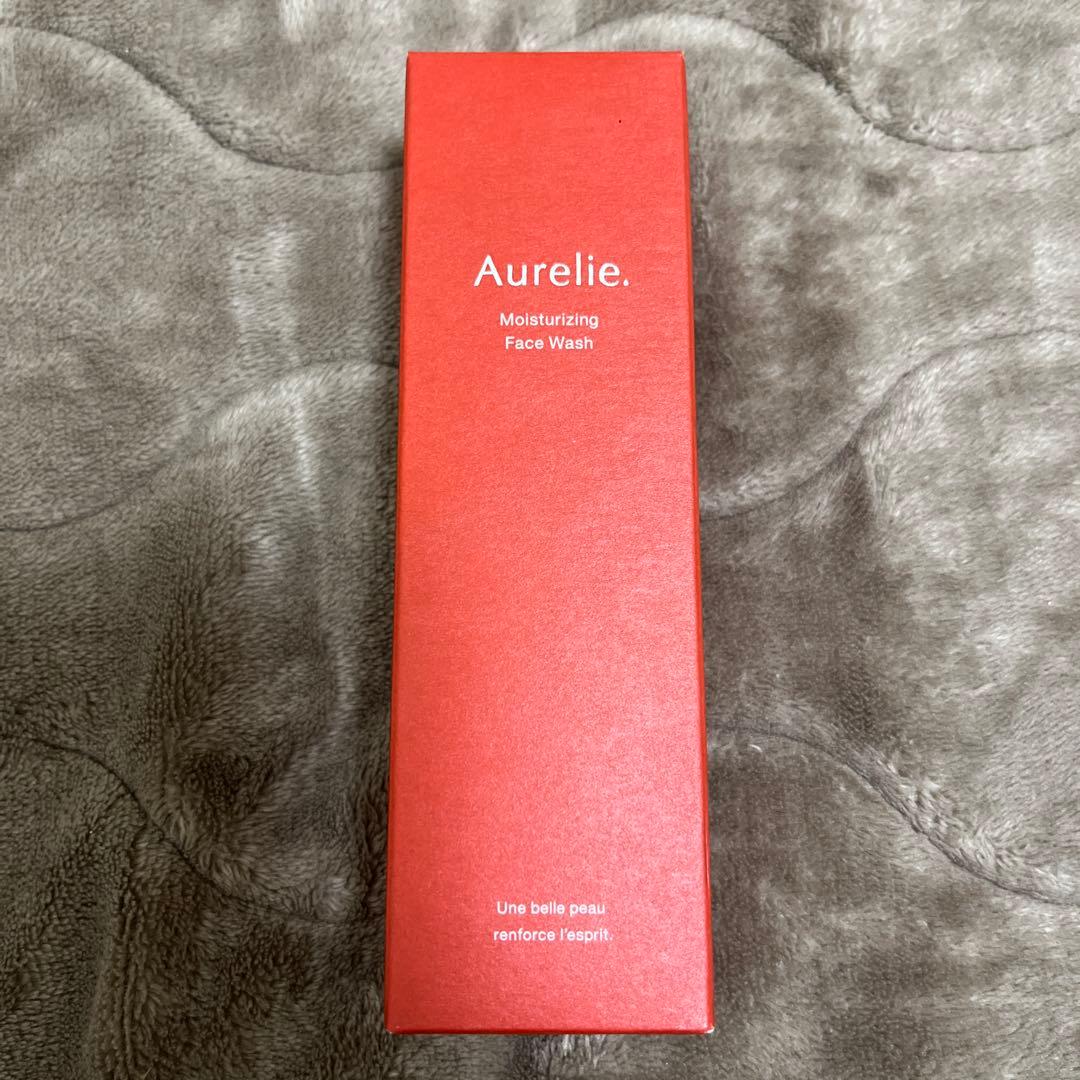 Aurelie.
Moisturizing
Face Wash
Une belle peau
renforce l'esprit.